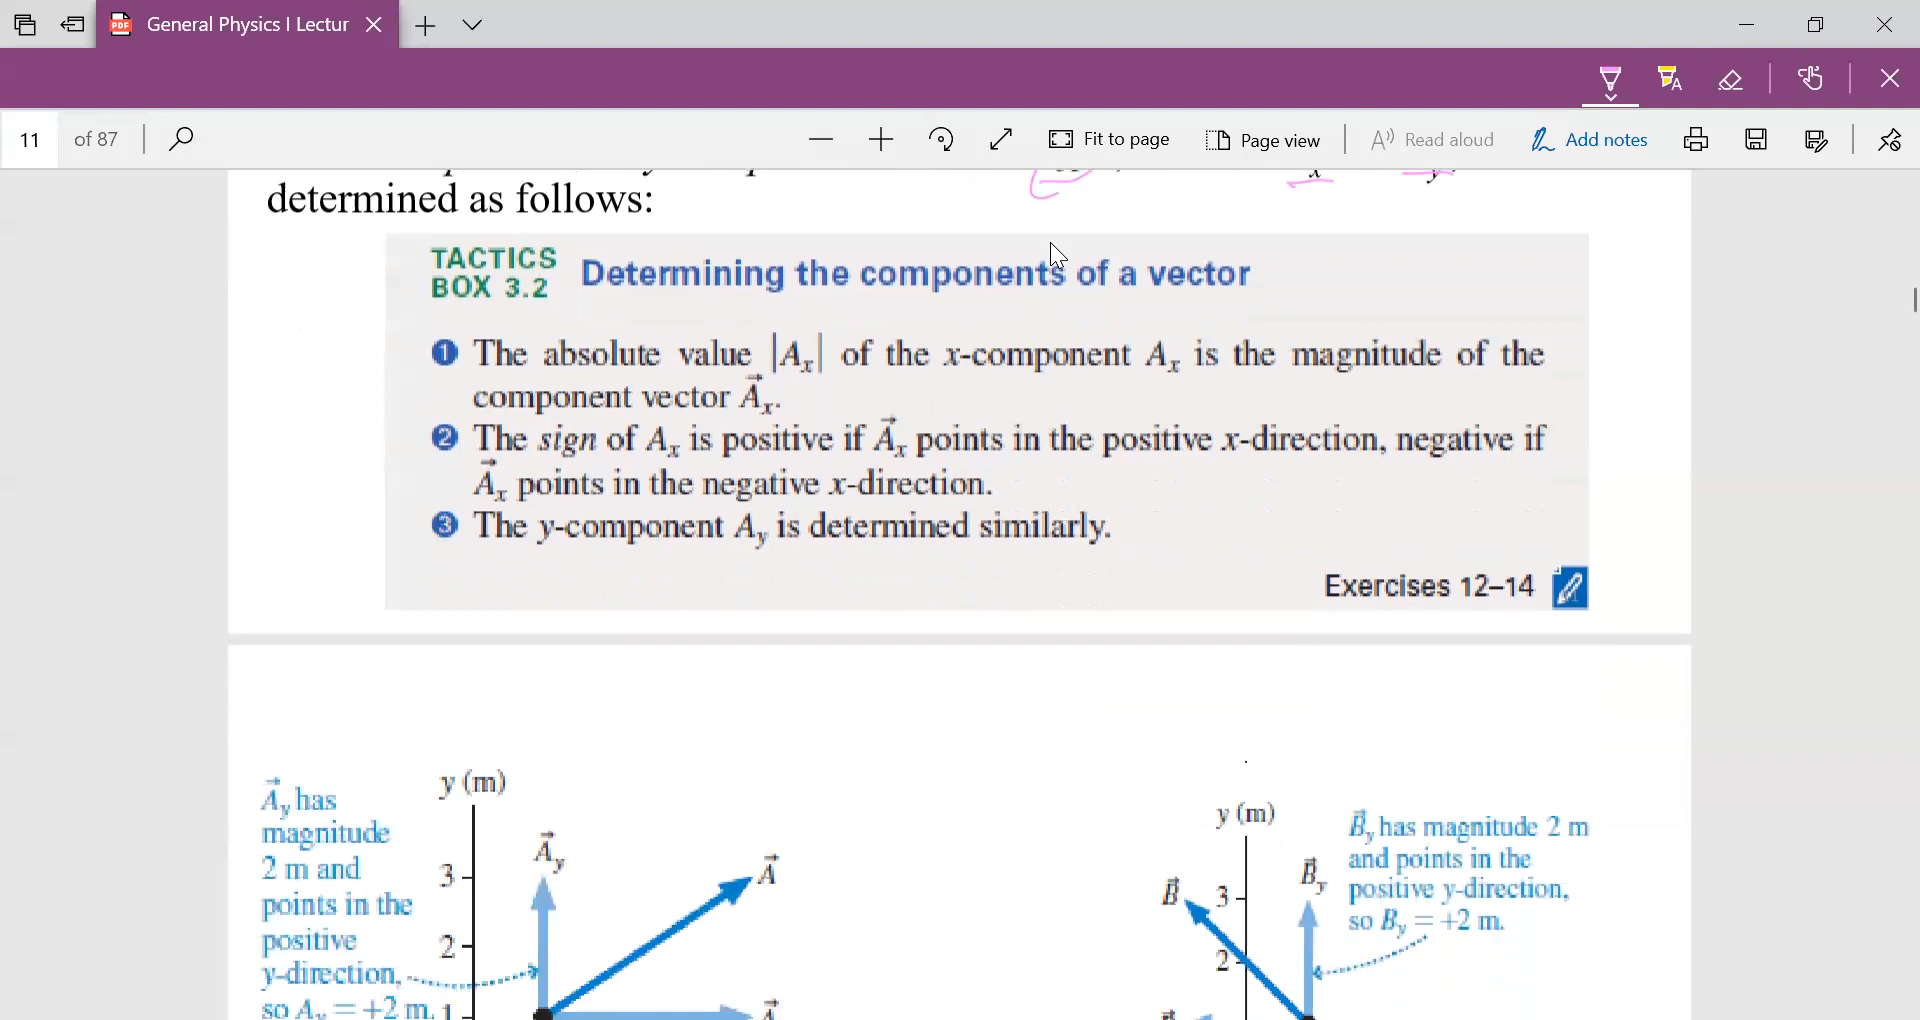 General Physics I Lectur
11 of 87
Fit to page
Page view
Read aloud
Add notes
determined as follows:
TACTICS
BOX 3.2
Determining the components of a vector
1 The absolute value |Aₓ| of the x-component Aₓ is the magnitude of the
component vector A⃗ₓ.
2 The sign of Aₓ is positive if A⃗ₓ points in the positive x-direction, negative if
A⃗ₓ points in the negative x-direction.
3 The y-component A_y is determined similarly.
Exercises 12–14
A⃗_y has
magnitude
2 m and
points in the
positive
y-direction,
so A_y = +2 m.
y (m)
3
2
1
A⃗_y
A⃗
y (m)
3
2
B⃗
B⃗_y
B⃗_y has magnitude 2 m
and points in the
positive y-direction,
so B_y = +2 m.